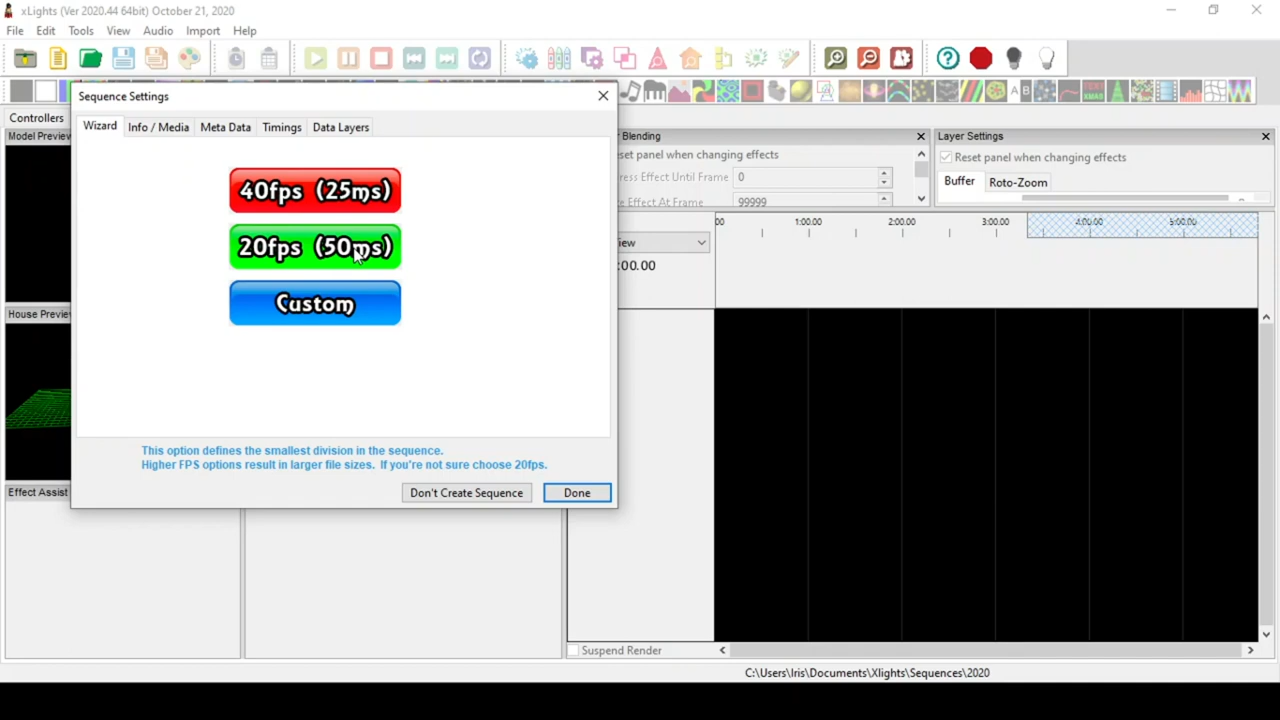 xLights (Ver 2020.44 64bit) October 21, 2020
File Edit Tools View Audio Import Help
Sequence Settings
Controllers
Wizard Info / Media Meta Data Timings Data Layers
Model Preview
Blending
Layer Settings
set panel when changing effects
Reset panel when changing effects
ress Effect Until Frame 0
Buffer Roto-Zoom
Effect At Frame 99999
40fps (25ms)
20fps (50ms)
Custom
1:00.00 2:00.00 3:00.00 4:00.00 5:00.00
iew
:00.00
House Preview
This option defines the smallest division in the sequence.
Higher FPS options result in larger file sizes. If you're not sure choose 20fps.
Don't Create Sequence Done
Effect Assist
Suspend Render
C:\Users\Iris\Documents\Xlights\Sequences\2020